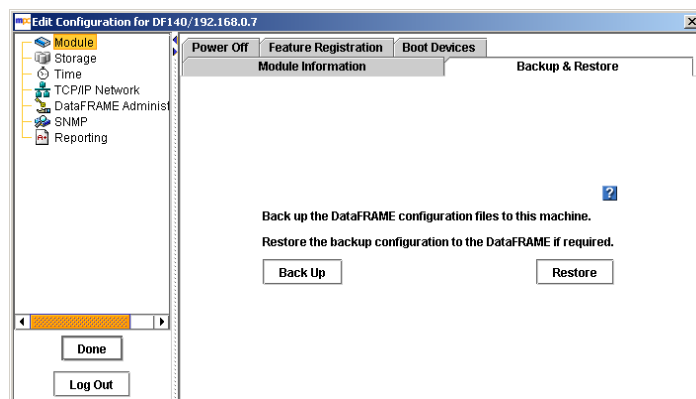 Edit Configuration for DF140/192.168.0.7
Module
Storage
Time
TCP/IP Network
DataFRAME Administ
SNMP
Reporting
Done
Log Out
Power Off Feature Registration Boot Devices
Module Information Backup & Restore
?
Back up the DataFRAME configuration files to this machine.
Restore the backup configuration to the DataFRAME if required.
Back Up Restore